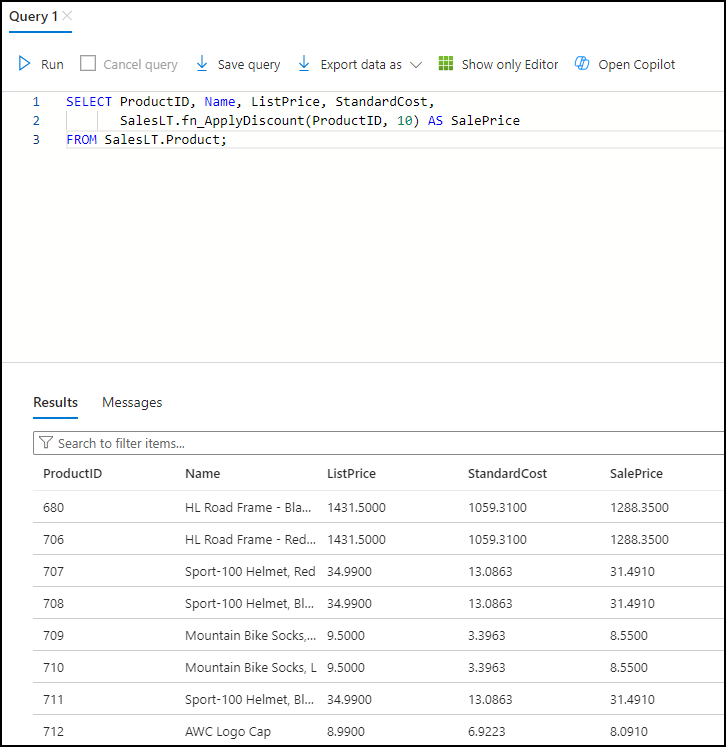 Query 1
Run Cancel query Save query Export data as Show only Editor Open Copilot
1 SELECT ProductID, Name, ListPrice, StandardCost,
2 SalesLT.fn_ApplyDiscount(ProductID, 10) AS SalePrice
3 FROM SalesLT.Product;
Results Messages
Search to filter items...
ProductID Name ListPrice StandardCost SalePrice
680 HL Road Frame - Bla... 1431.5000 1059.3100 1288.3500
706 HL Road Frame - Red... 1431.5000 1059.3100 1288.3500
707 Sport-100 Helmet, Red 34.9900 13.0863 31.4910
708 Sport-100 Helmet, Bl... 34.9900 13.0863 31.4910
709 Mountain Bike Socks,... 9.5000 3.3963 8.5500
710 Mountain Bike Socks, L 9.5000 3.3963 8.5500
711 Sport-100 Helmet, Bl... 34.9900 13.0863 31.4910
712 AWC Logo Cap 8.9900 6.9223 8.0910